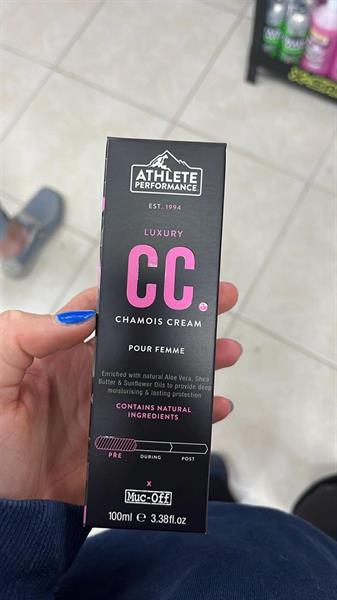 ATHLETE
PERFORMANCE
EST. 1994
LUXURY
CC.
CHAMOIS CREAM
POUR FEMME
Enriched with natural Aloe Vera, Shea
Butter & Sunflower Oils to provide deep
moisturising & lasting protection
CONTAINS NATURAL
INGREDIENTS
PRE DURING POST
X
Muc-Off
100ml ℮ 3.38fl.oz